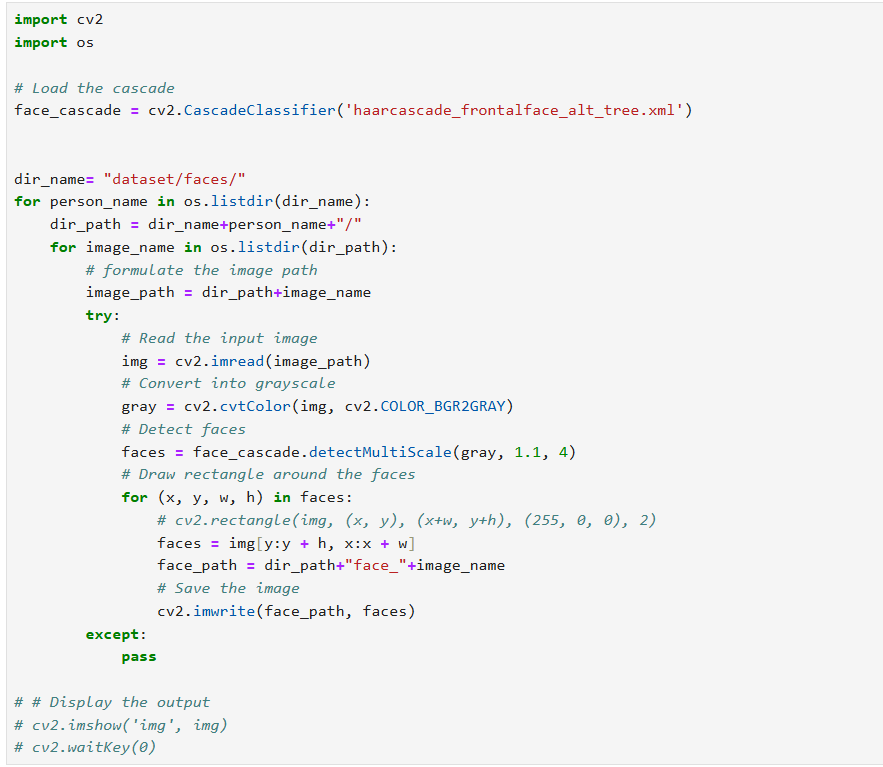 import cv2
import os
# Load the cascade
face_cascade = cv2.CascadeClassifier('haarcascade_frontalface_alt_tree.xml')
dir_name= "dataset/faces/"
for person_name in os.listdir(dir_name):
    dir_path = dir_name+person_name+"/"
    for image_name in os.listdir(dir_path):
        # formulate the image path
        image_path = dir_path+image_name
        try:
            # Read the input image
            img = cv2.imread(image_path)
            # Convert into grayscale
            gray = cv2.cvtColor(img, cv2.COLOR_BGR2GRAY)
            # Detect faces
            faces = face_cascade.detectMultiScale(gray, 1.1, 4)
            # Draw rectangle around the faces
            for (x, y, w, h) in faces:
                # cv2.rectangle(img, (x, y), (x+w, y+h), (255, 0, 0), 2)
                faces = img[y:y + h, x:x + w]
                face_path = dir_path+"face_"+image_name
                # Save the image
                cv2.imwrite(face_path, faces)
        except:
            pass
# # Display the output
# cv2.imshow('img', img)
# cv2.waitKey(0)